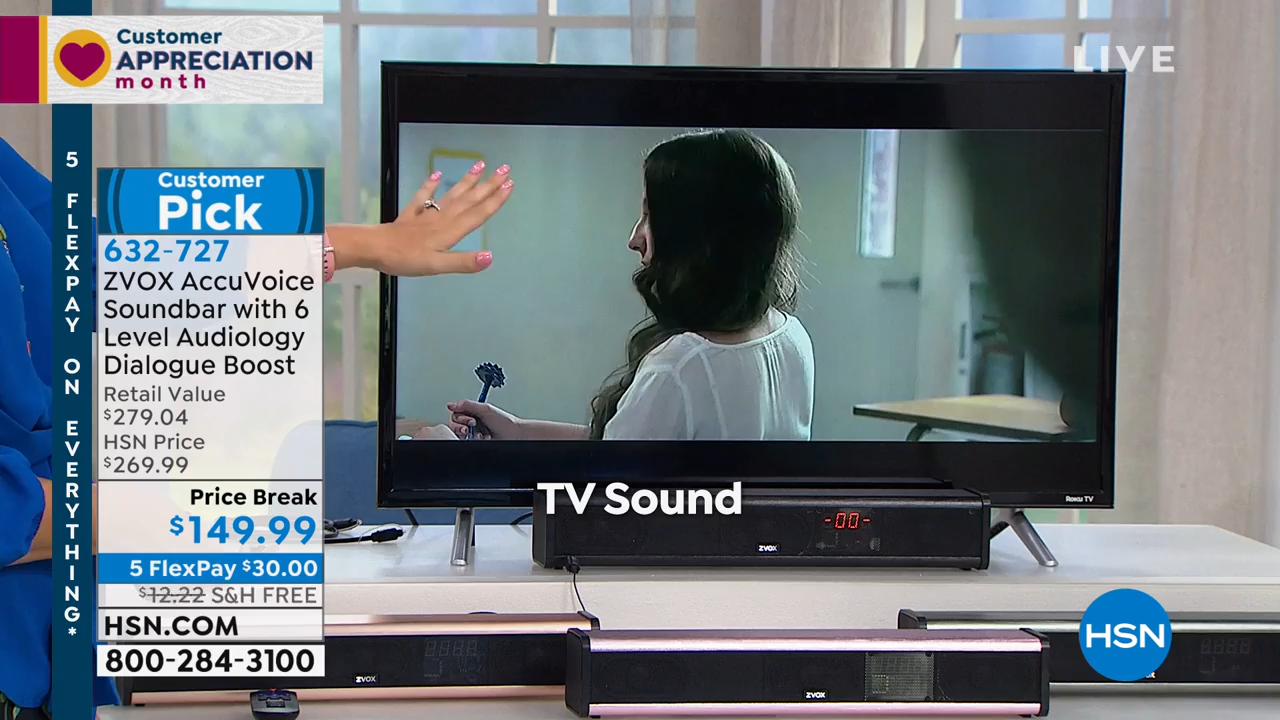 Customer
APPRECIATION
month
LIVE
5 FLEXPAY ON EVERYTHING*
Customer
Pick
632-727
ZVOX AccuVoice
Soundbar with 6
Level Audiology
Dialogue Boost
Retail Value
$279.04
HSN Price
$269.99
Price Break
$149.99
5 FlexPay $30.00
$12.22 S&H FREE
HSN.COM
800-284-3100
Roku TV
TV Sound
-00-
ZVOX
ZVOX
ZVOX
HSN